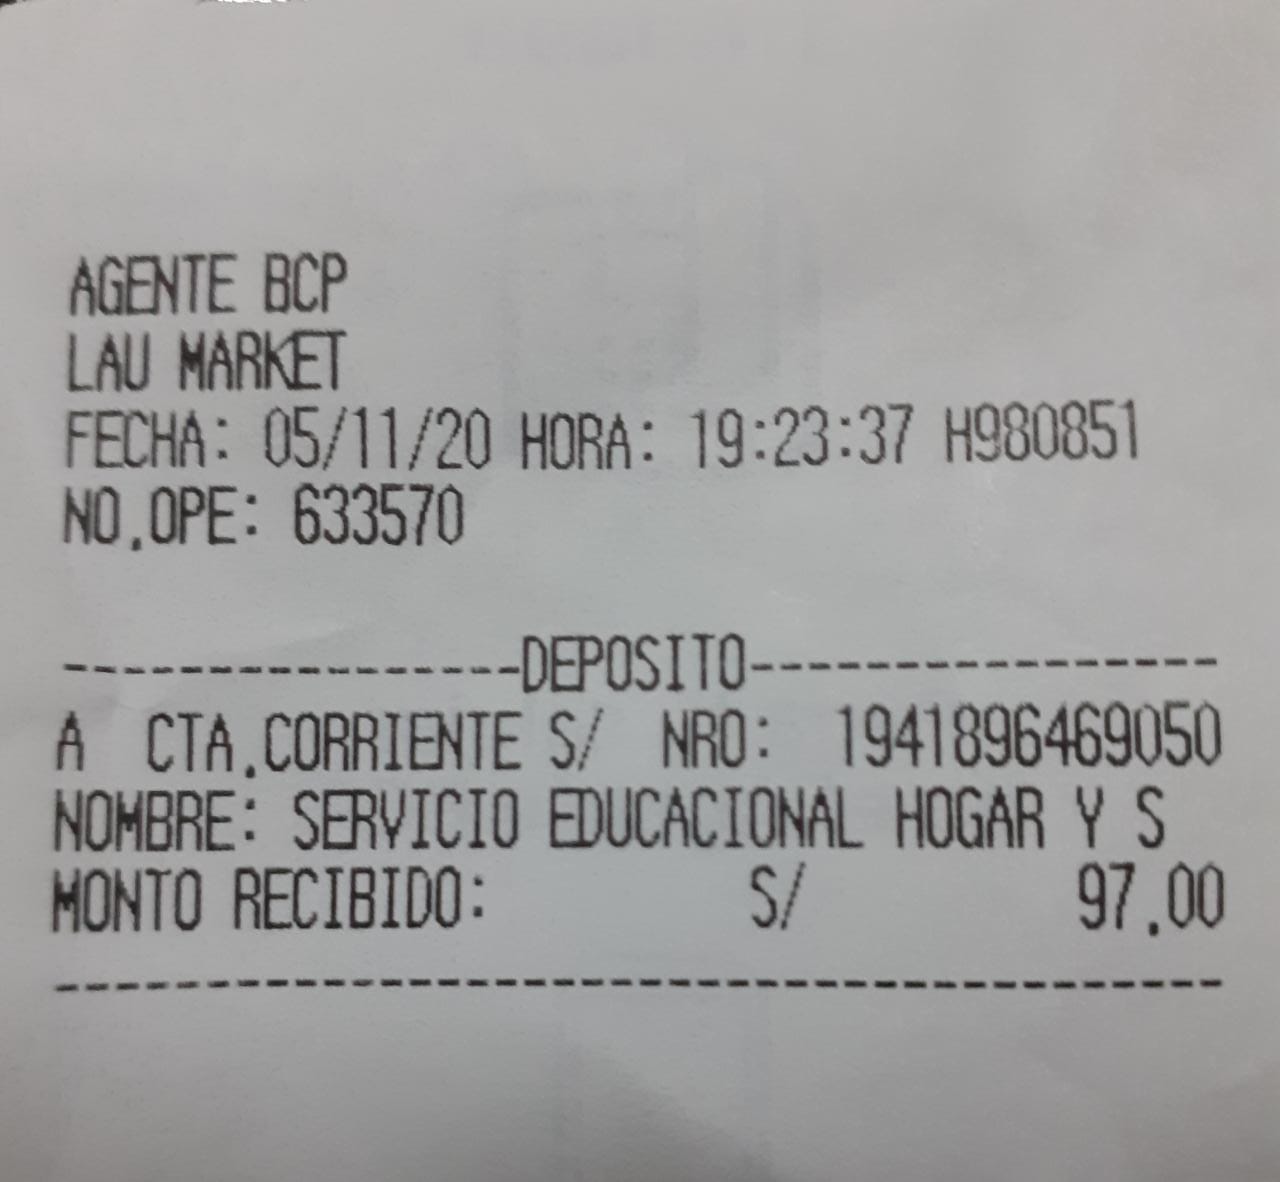 AGENTE BCP
LAU MARKET
FECHA: 05/11/20 HORA: 19:23:37 H980851
NO.OPE: 633570
----------------DEPOSITO----------------
A  CTA.CORRIENTE S/  NRO:  1941896469050
NOMBRE: SERVICIO EDUCACIONAL HOGAR Y S
MONTO RECIBIDO: S/ 97.00
----------------------------------------